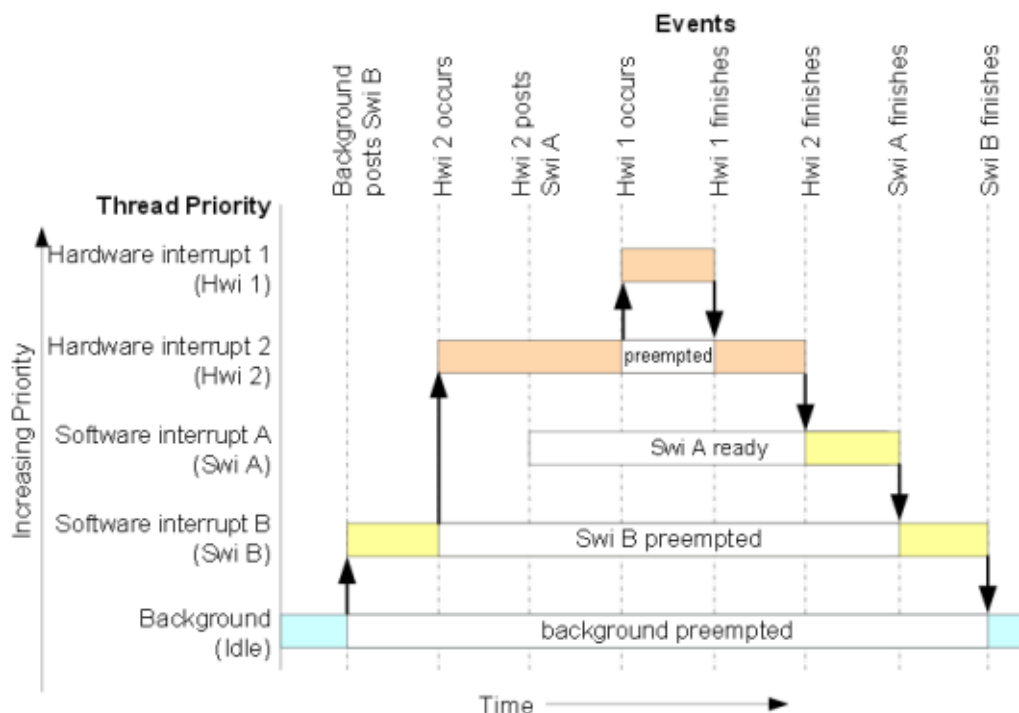 Events
Background
posts Swi B
Hwi 2 occurs
Hwi 2 posts
Swi A
Hwi 1 occurs
Hwi 1 finishes
Hwi 2 finishes
Swi A finishes
Swi B finishes
Thread Priority
Increasing Priority
Hardware interrupt 1
(Hwi 1)
Hardware interrupt 2
(Hwi 2)
preempted
Software interrupt A
(Swi A)
Swi A ready
Software interrupt B
(Swi B)
Swi B preempted
Background
(Idle)
background preempted
Time